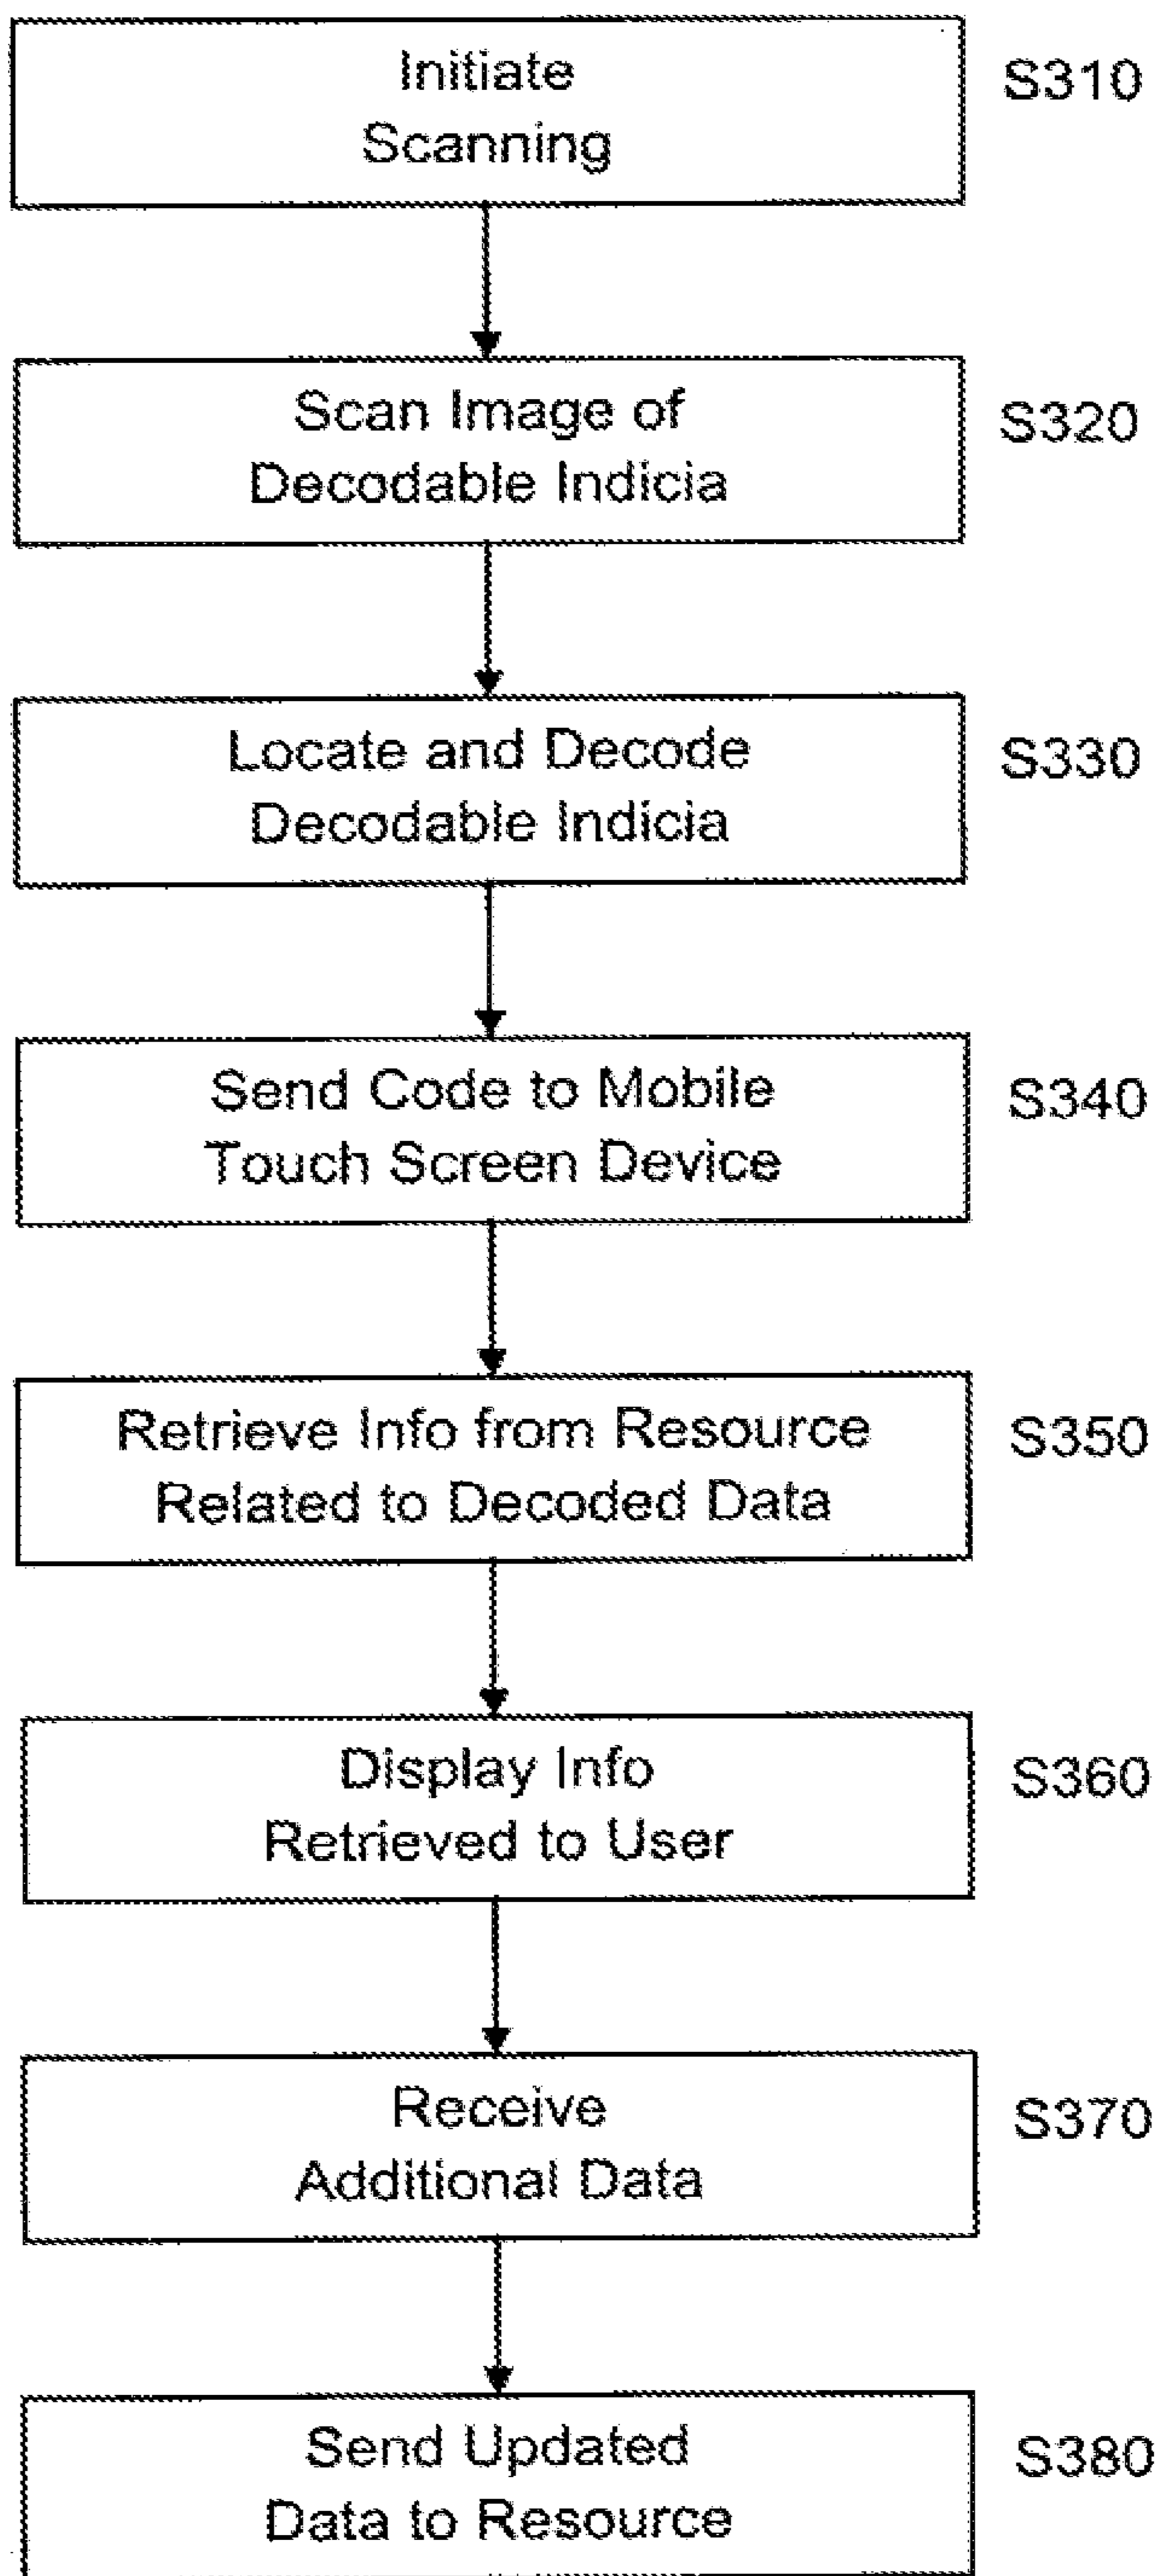 Initiate
Scanning
S310
Scan Image of
Decodable Indicia
S320
Locate and Decode
Decodable Indicia
S330
Send Code to Mobile
Touch Screen Device
S340
Retrieve Info from Resource
Related to Decoded Data
S350
Display Info
Retrieved to User
S360
Receive
Additional Data
S370
Send Updated
Data to Resource
S380